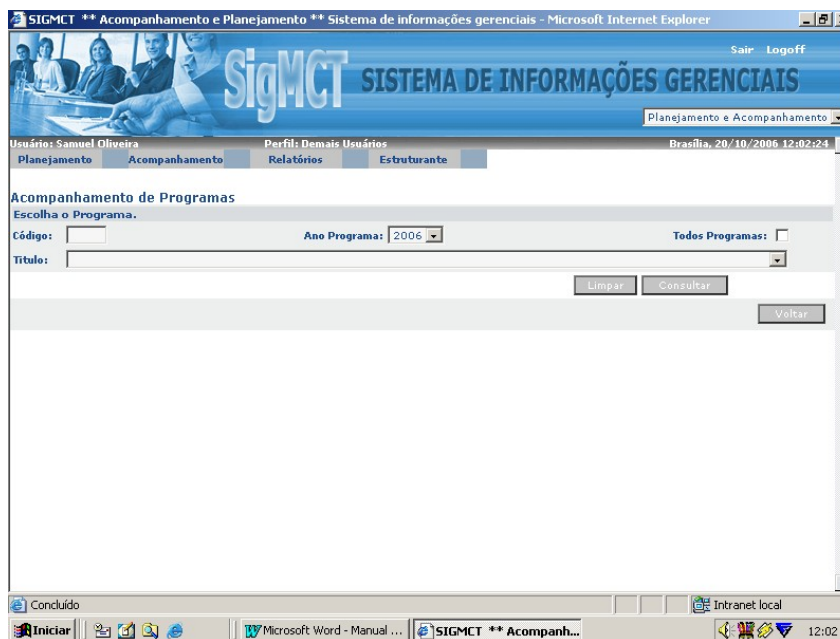 SIGMCT ** Acompanhamento e Planejamento ** Sistema de informações gerenciais - Microsoft Internet Explorer
Sair Logoff
SigMCT SISTEMA DE INFORMAÇÕES GERENCIAIS
Planejamento e Acompanhamento
Usuário: Samuel Oliveira Perfil: Demais Usuários Brasília, 20/10/2006 12:02:24
Planejamento Acompanhamento Relatórios Estruturante
Acompanhamento de Programas
Escolha o Programa.
Código: Ano Programa: 2006 Todos Programas:
Título:
Limpar Consultar
Voltar
Concluído Intranet local
Iniciar Microsoft Word - Manual ... SIGMCT ** Acompanh...